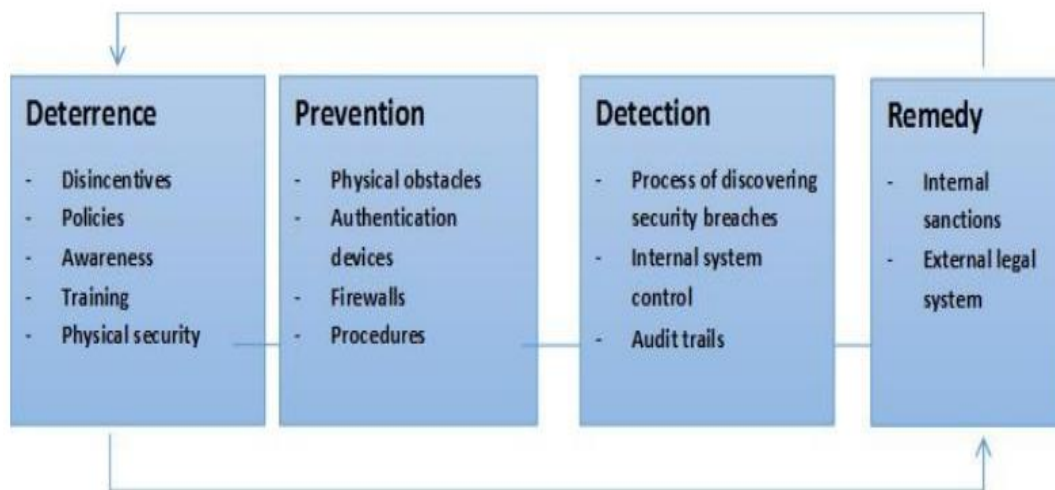 Deterrence
- Disincentives
- Policies
- Awareness
- Training
- Physical security
Prevention
- Physical obstacles
- Authentication
devices
- Firewalls
- Procedures
Detection
- Process of discovering
security breaches
- Internal system
control
- Audit trails
Remedy
- Internal
sanctions
- External legal
system